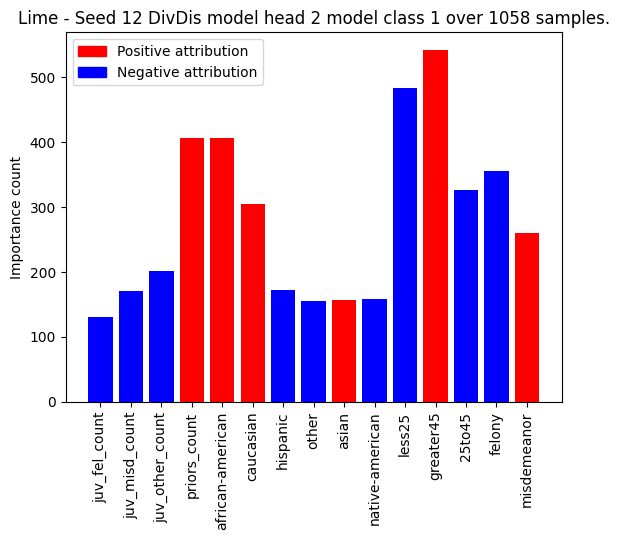 Lime - Seed 12 DivDis model head 2 model class 1 over 1058 samples.
Positive attribution
Negative attribution
Importance count
500
400
300
200
100
0
juv_fel_count
juv_misd_count
juv_other_count
priors_count
african-american
caucasian
hispanic
other
asian
native-american
less25
greater45
25to45
felony
misdemeanor